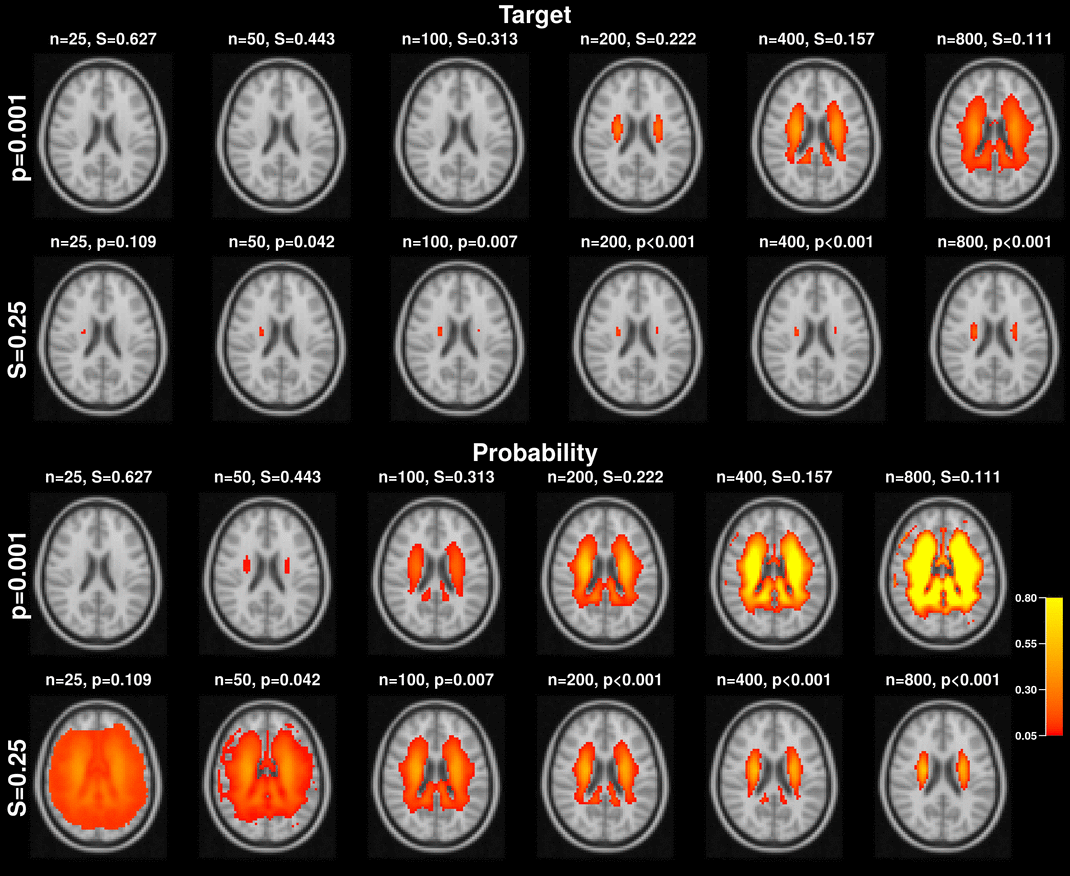 Target
n=25, S=0.627 n=50, S=0.443 n=100, S=0.313 n=200, S=0.222 n=400, S=0.157 n=800, S=0.111
p=0.001
n=25, p=0.109 n=50, p=0.042 n=100, p=0.007 n=200, p<0.001 n=400, p<0.001 n=800, p<0.001
S=0.25
Probability
n=25, S=0.627 n=50, S=0.443 n=100, S=0.313 n=200, S=0.222 n=400, S=0.157 n=800, S=0.111
p=0.001
0.80
0.55
0.30
0.05
n=25, p=0.109 n=50, p=0.042 n=100, p=0.007 n=200, p<0.001 n=400, p<0.001 n=800, p<0.001
S=0.25